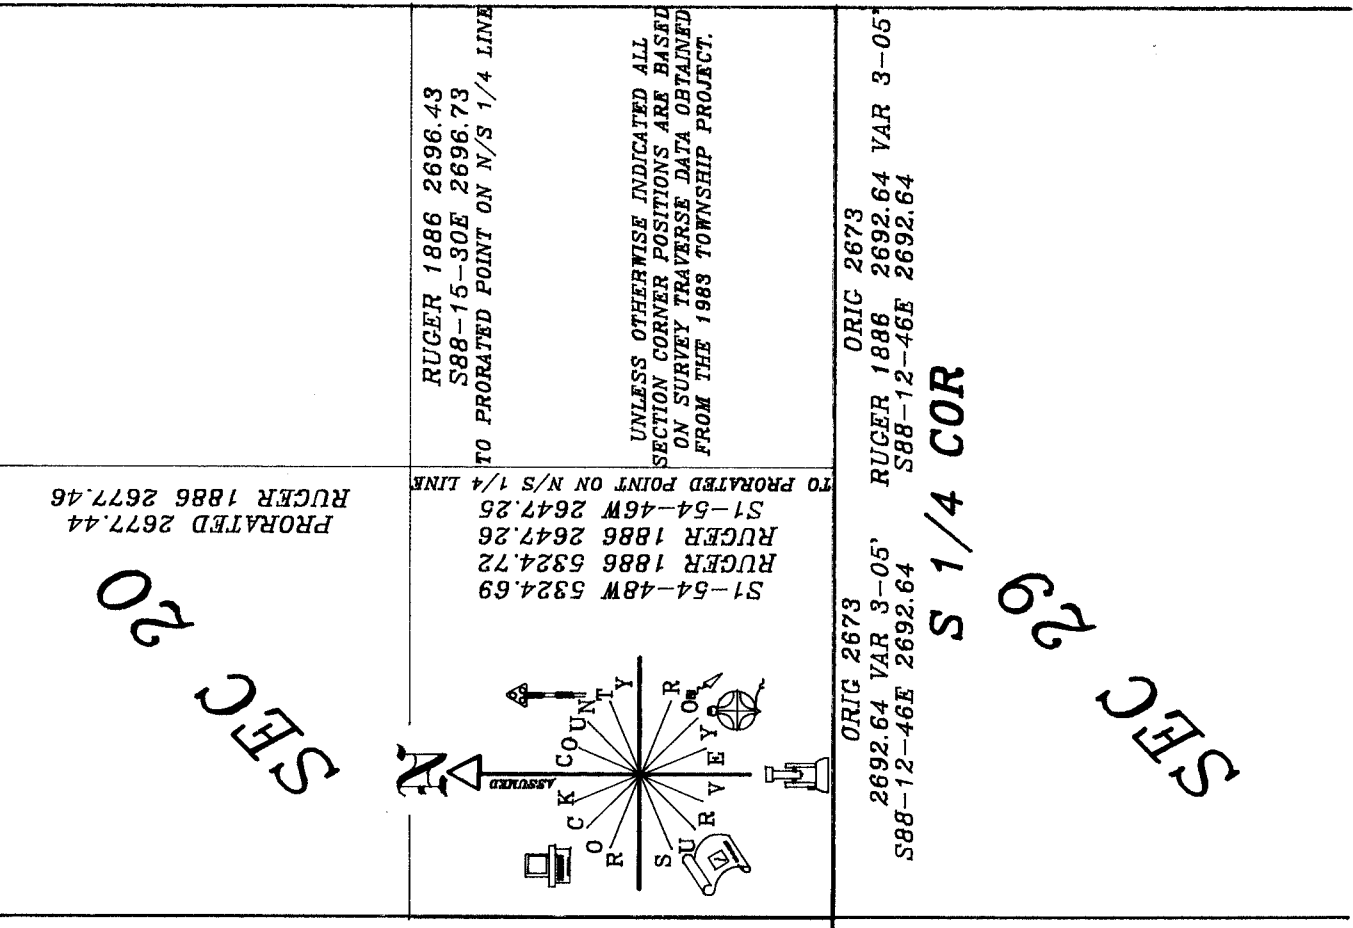 RUGER 1886 2696.43
S88-15-30E 2696.73
TO PRORATED POINT ON N/S 1/4 LINE
UNLESS OTHERWISE INDICATED ALL
SECTION CORNER POSITIONS ARE BASED
ON SURVEY TRAVERSE DATA OBTAINED
FROM THE 1983 TOWNSHIP PROJECT.
PRORATED 2677.44
RUGER 1886 2677.46
S1-54-48W 5324.69
RUGER 1886 5324.72
RUGER 1886 2647.26
S1-54-46W 2647.25
TO PRORATED POINT ON N/S 1/4 LINE
SEC 20
N
ASSUMED
ROCK COUNTY
SURVEYOR
ORIG 2673
2692.64 VAR 3-05'
S88-12-46E 2692.64
ORIG 2673
RUGER 1886 2692.64 VAR 3-05'
S88-12-46E 2692.64
S 1/4 COR
SEC 29